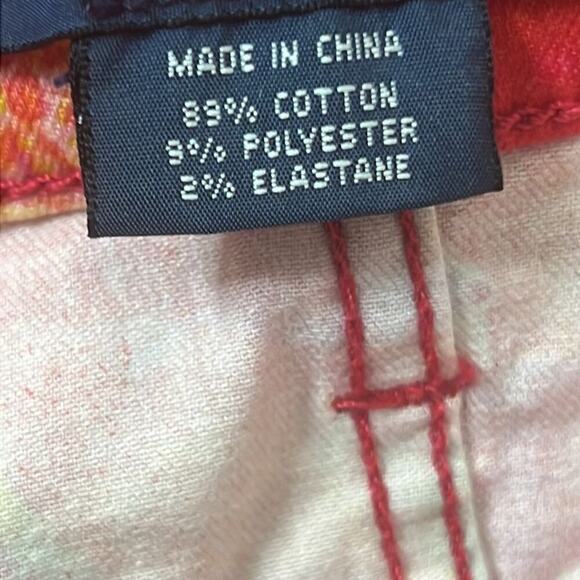 MADE IN CHINA
89% COTTON
9% POLYESTER
2% ELASTANE